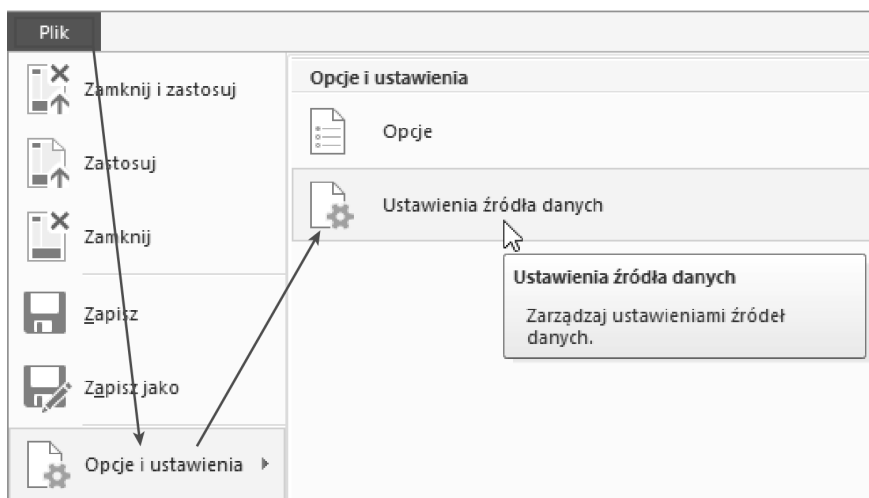 Plik
Zamknij i zastosuj
Zastosuj
Zamknij
Zapisz
Zapisz jako
Opcje i ustawienia
Opcje i ustawienia
Opcje
Ustawienia źródła danych
Ustawienia źródła danych
Zarządzaj ustawieniami źródeł
danych.